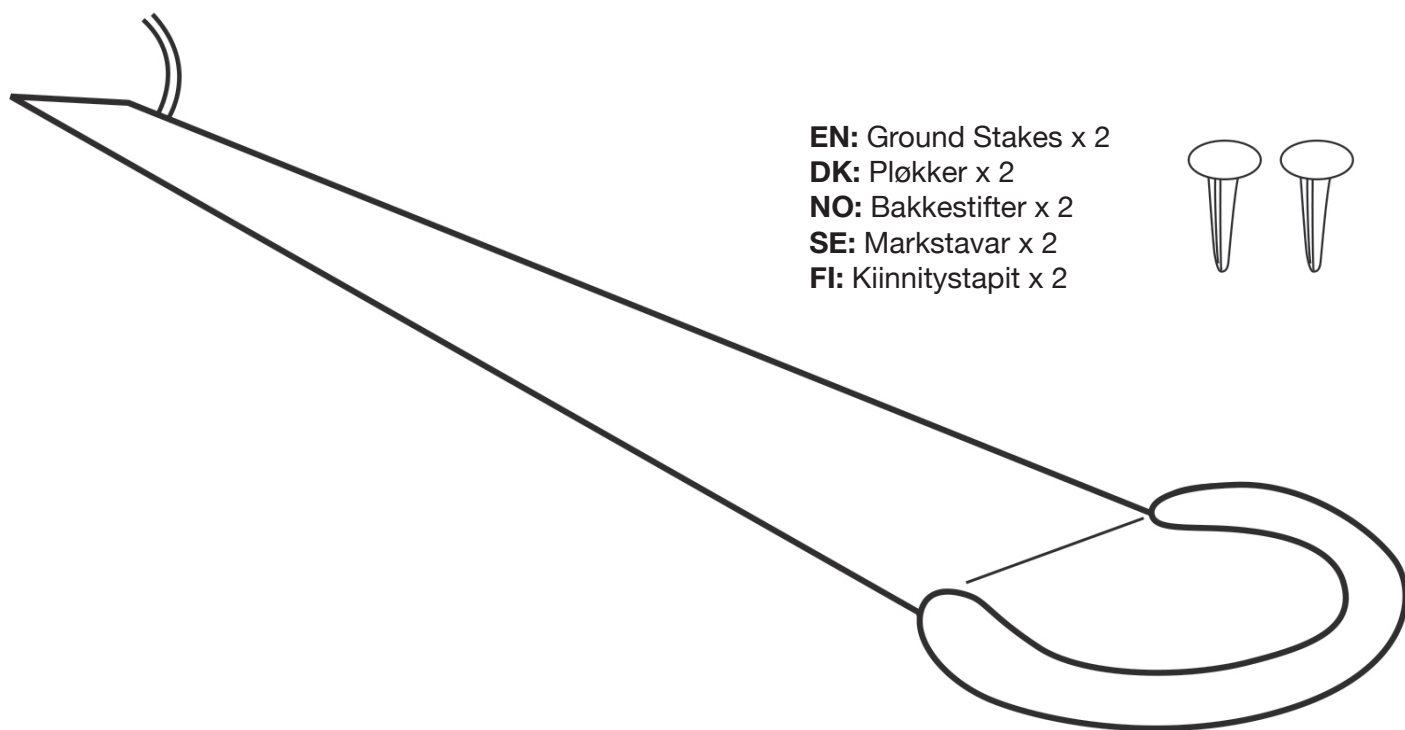 EN: Ground Stakes x 2
DK: Pløkker x 2
NO: Bakkestifter x 2
SE: Markstavar x 2
FI: Kiinnitystapit x 2